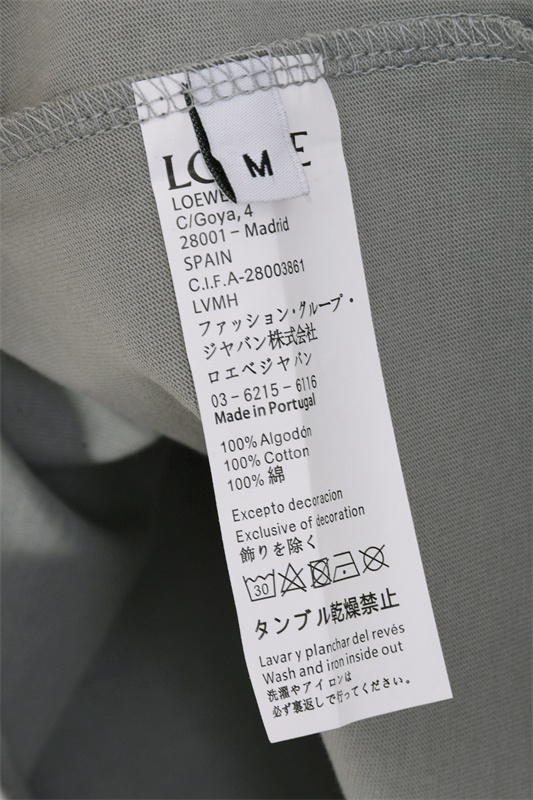 M
LOEWE
C/Goya, 4
28001 - Madrid
SPAIN
C.I.F.A-28003861
LVMH
ファッション・グループ・
ジャバン株式会社
ロエベジャバン
03-6215-6116
Made in Portugal
100% Algodón
100% Cotton
100% 綿
Excepto decoracion
Exclusive of decoration
飾りを除く
30
タンブル乾燥禁止
Lavar y planchar del revés
Wash and iron inside out
洗濯やアイロンは
必ず裏返しで行ってください。